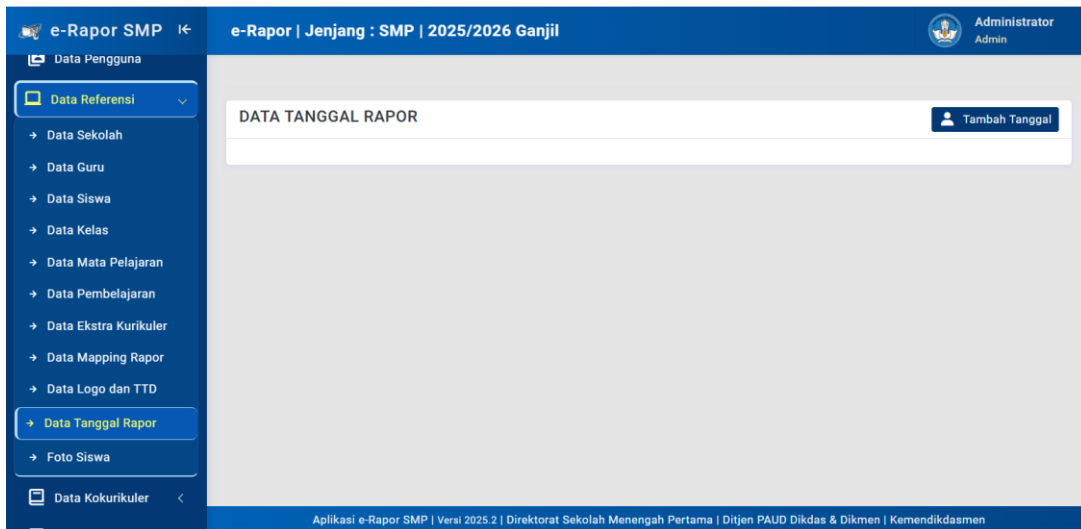 e-Rapor SMP
e-Rapor | Jenjang : SMP | 2025/2026 Ganjil
Administrator
Admin
Data Pengguna
Data Referensi
Data Sekolah
Data Guru
Data Siswa
Data Kelas
Data Mata Pelajaran
Data Pembelajaran
Data Ekstra Kurikuler
Data Mapping Rapor
Data Logo dan TTD
Data Tanggal Rapor
Foto Siswa
Data Kokurikuler
DATA TANGGAL RAPOR
Tambah Tanggal
Aplikasi e-Rapor SMP | Versi 2025.2 | Direktorat Sekolah Menengah Pertama | Ditjen PAUD Dikdas & Dikmen | Kemendikdasmen